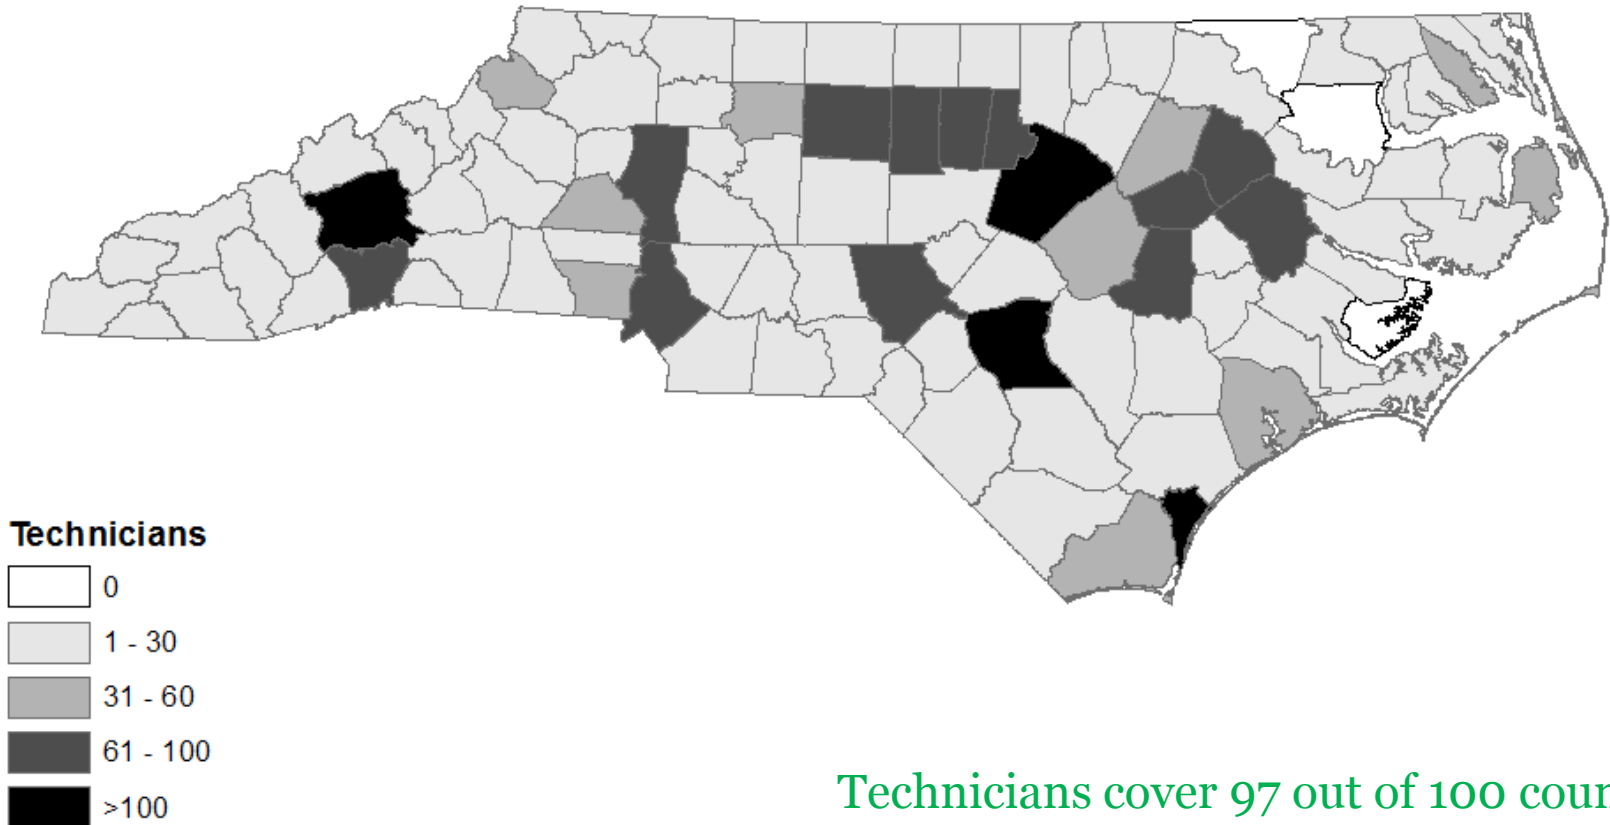 Technicians
0
1 - 30
31 - 60
61 - 100
>100
Technicians cover 97 out of 100